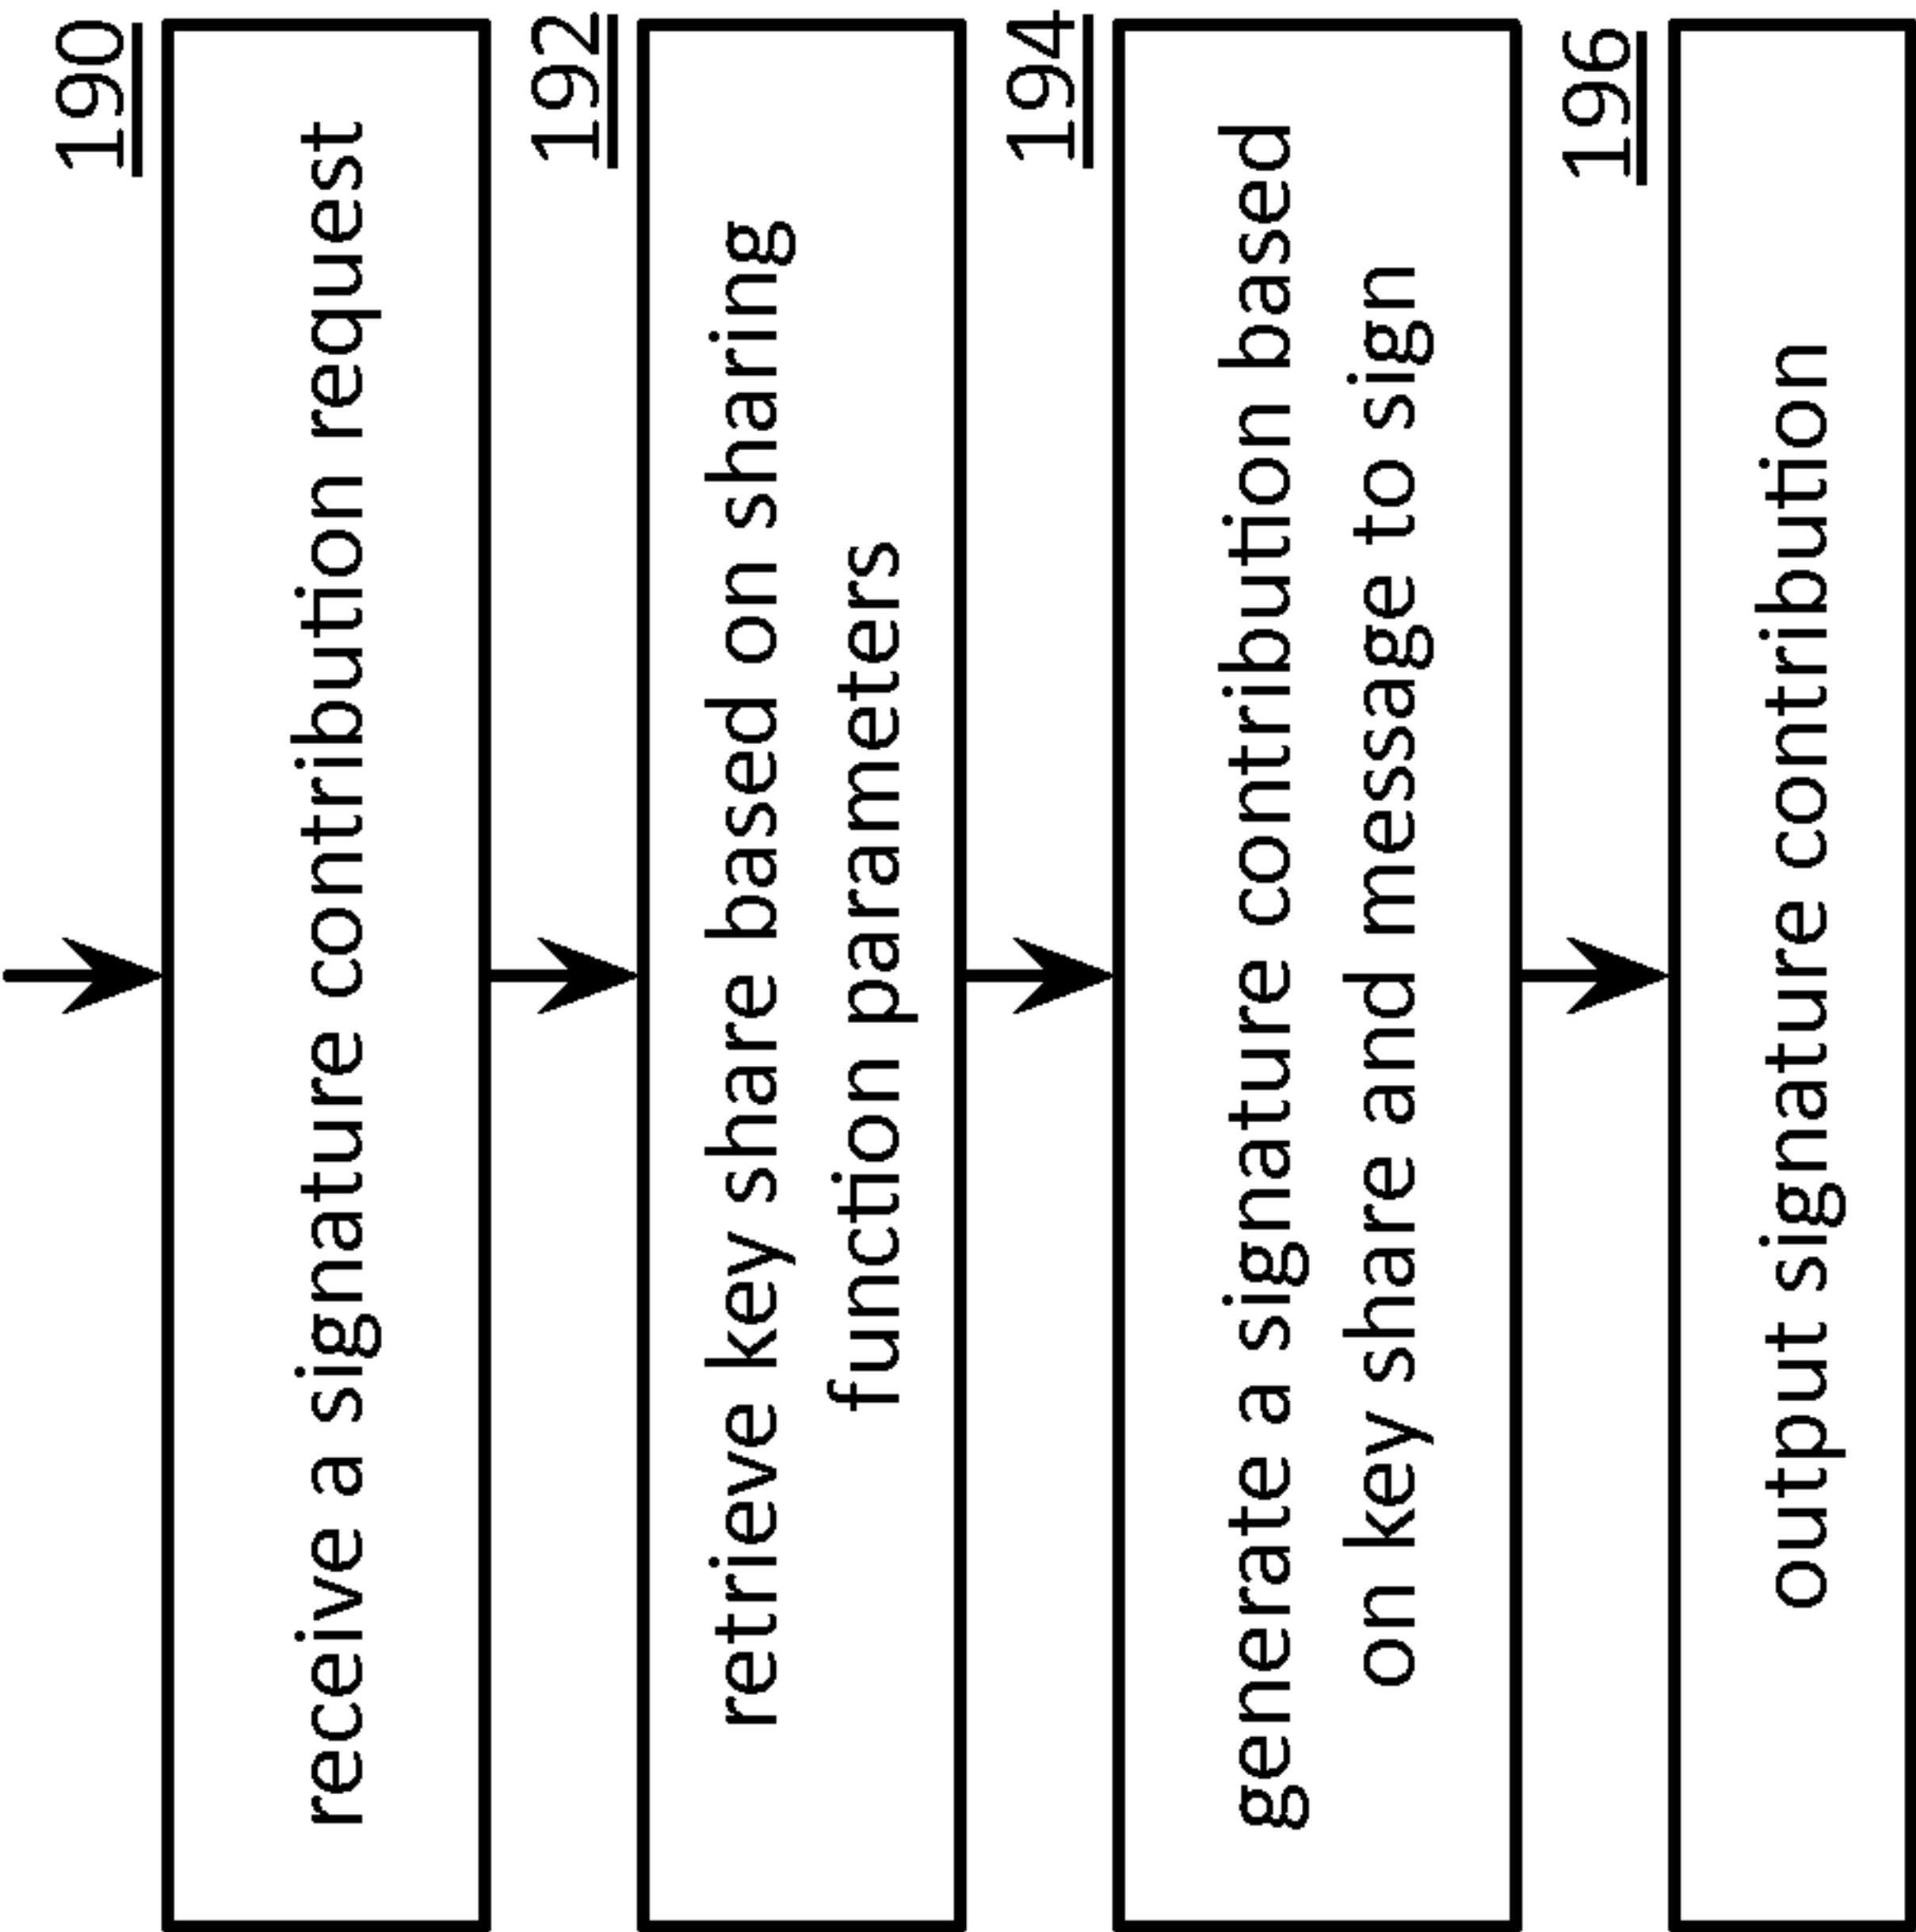 190
receive a signature contribution request
192
retrieve key share based on sharing
function parameters
194
generate a signature contribution based
on key share and message to sign
196
output signature contribution